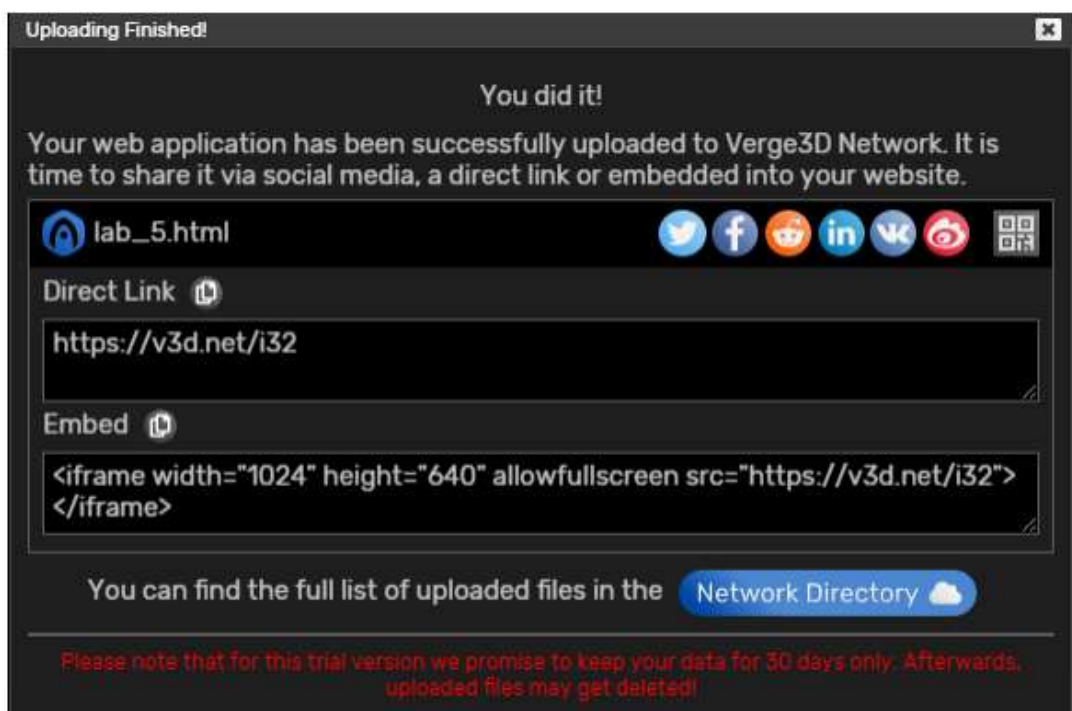 Uploading Finished!
You did it!
Your web application has been successfully uploaded to Verge3D Network. It is
time to share it via social media, a direct link or embedded into your website.
lab_5.html
Direct Link
https://v3d.net/i32
Embed
<iframe width="1024" height="640" allowfullscreen src="https://v3d.net/i32">
</iframe>
You can find the full list of uploaded files in the Network Directory
Please note that for this trial version we promise to keep your data for 30 days only. Afterwards,
uploaded files may get deleted!